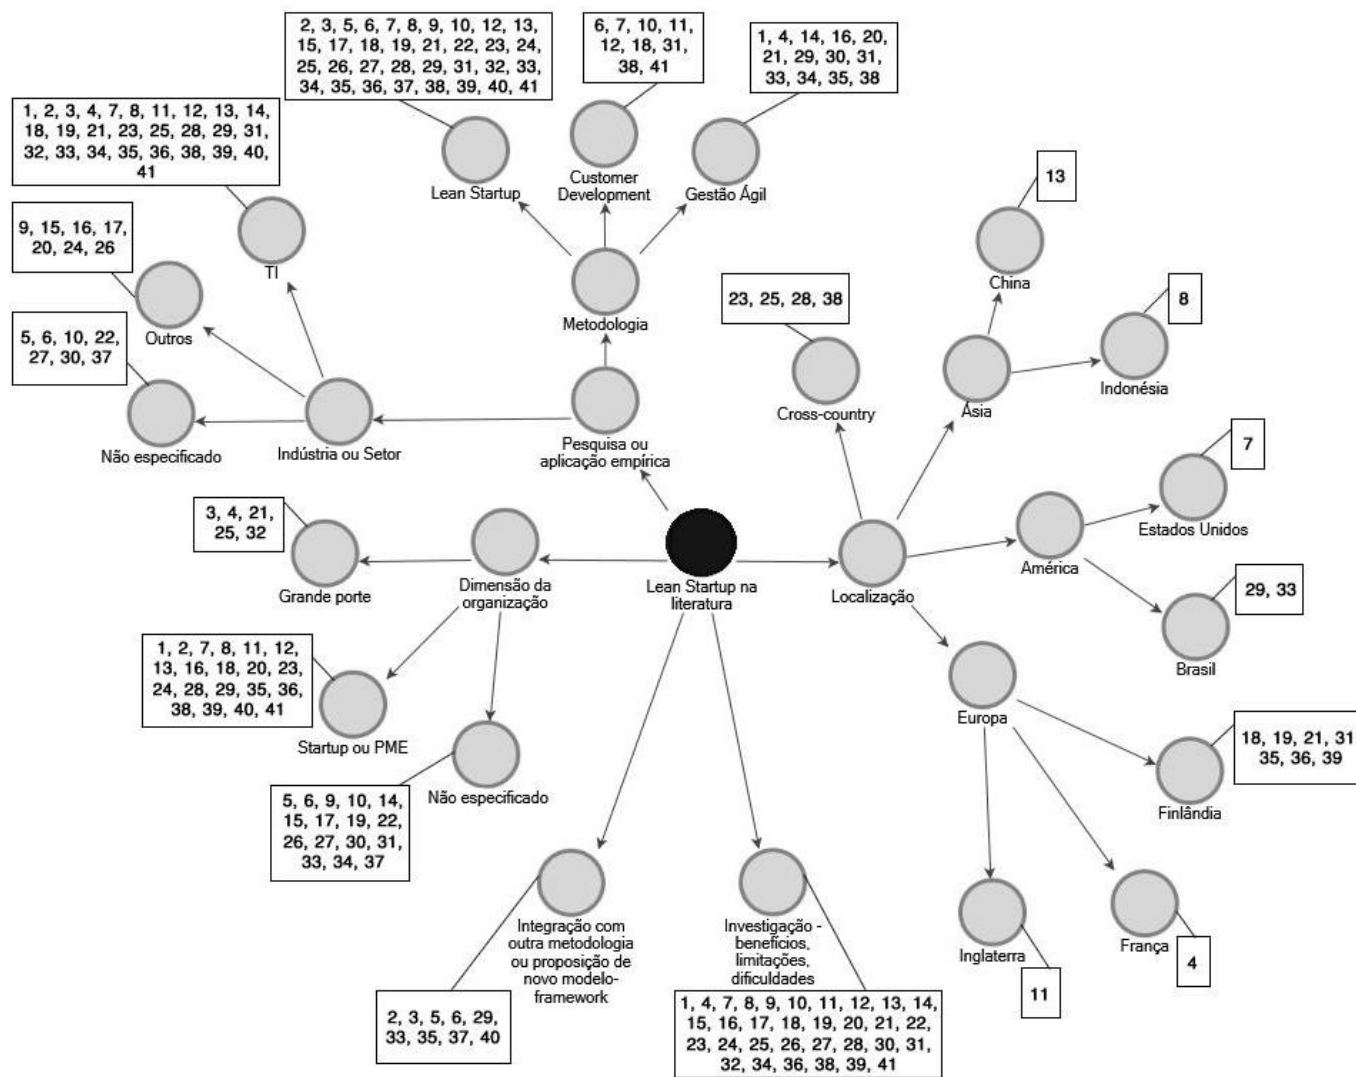 2, 3, 5, 6, 7, 8, 9, 10, 12, 13,
15, 17, 18, 19, 21, 22, 23, 24,
25, 26, 27, 28, 29, 31, 32, 33,
34, 35, 36, 37, 38, 39, 40, 41
6, 7, 10, 11,
12, 18, 31,
38, 41
1, 4, 14, 16, 20,
21, 29, 30, 31,
33, 34, 35, 38
1, 2, 3, 4, 7, 8, 11, 12, 13, 14,
18, 19, 21, 23, 25, 28, 29, 31,
32, 33, 34, 35, 36, 38, 39, 40,
41
Lean Startup
Customer
Development
Gestão Ágil
13
9, 15, 16, 17,
20, 24, 26
TI
China
8
Outros
Metodologia
23, 25, 28, 38
5, 6, 10, 22,
27, 30, 37
Indonésia
Cross-country
Ásia
Não especificado
Indústria ou Setor
Pesquisa ou
aplicação empírica
7
3, 4, 21,
25, 32
Estados Unidos
Grande porte
Dimensão da
organização
Lean Startup na
literatura
Localização
América
29, 33
1, 2, 7, 8, 11, 12,
13, 16, 18, 20, 23,
24, 28, 29, 35, 36,
38, 39, 40, 41
Brasil
Startup ou PME
Europa
18, 19, 21, 31
35, 36, 39
Não especificado
5, 6, 9, 10, 14,
15, 17, 19, 22,
26, 27, 30, 31,
33, 34, 37
Finlândia
Integração com
outra metodologia
ou proposição de
novo modelo-
framework
Investigação -
benefícios,
limitações,
dificuldades
Inglaterra
França
4
11
2, 3, 5, 6, 29,
33, 35, 37, 40
1, 4, 7, 8, 9, 10, 11, 12, 13, 14,
15, 16, 17, 18, 19, 20, 21, 22,
23, 24, 25, 26, 27, 28, 30, 31,
32, 34, 36, 38, 39, 41